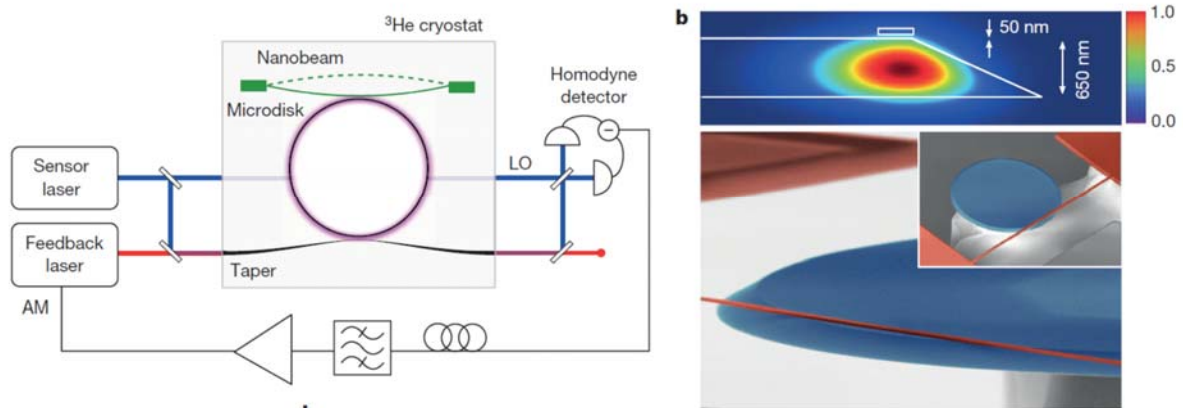 ³He cryostat
Nanobeam
Microdisk
Homodyne
detector
Sensor
laser
LO
Feedback
laser
Taper
AM
b
50 nm
650 nm
1.0
0.5
0.0